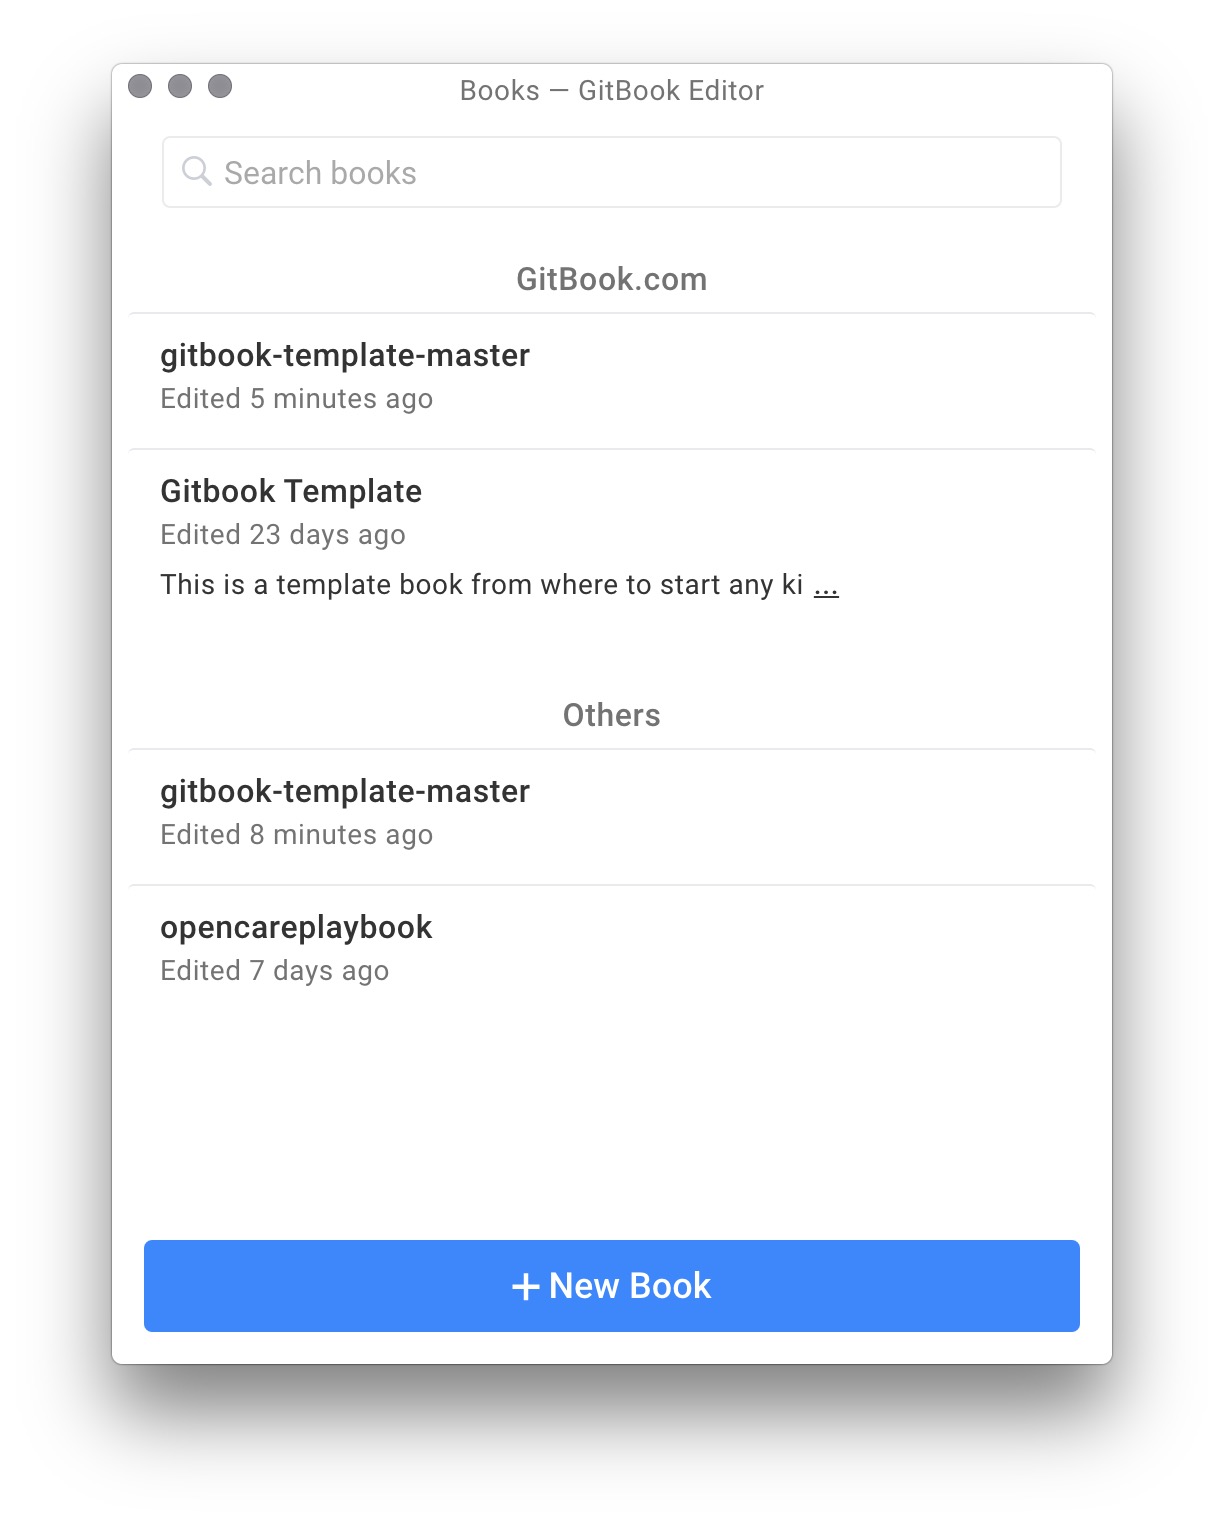 Books — GitBook Editor
Search books
GitBook.com
gitbook-template-master
Edited 5 minutes ago
Gitbook Template
Edited 23 days ago
This is a template book from where to start any ki ...
Others
gitbook-template-master
Edited 8 minutes ago
opencareplaybook
Edited 7 days ago
+ New Book